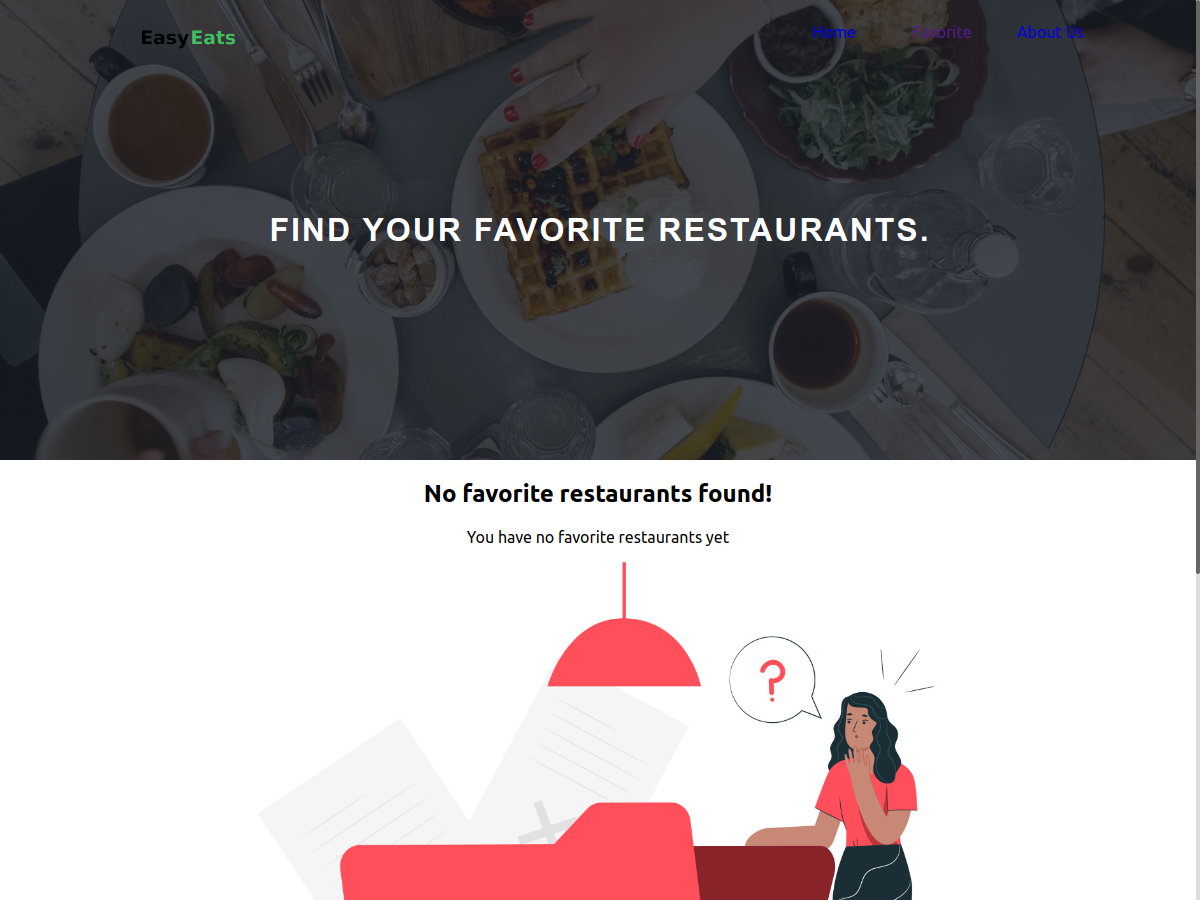 EasyEats
Home Favorite About Us
FIND YOUR FAVORITE RESTAURANTS.
No favorite restaurants found!
You have no favorite restaurants yet
?